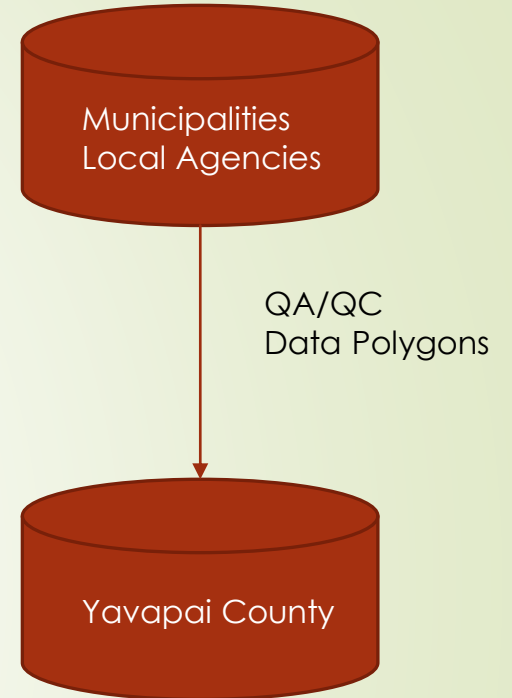 Municipalities
Local Agencies
QA/QC
Data Polygons
Yavapai County